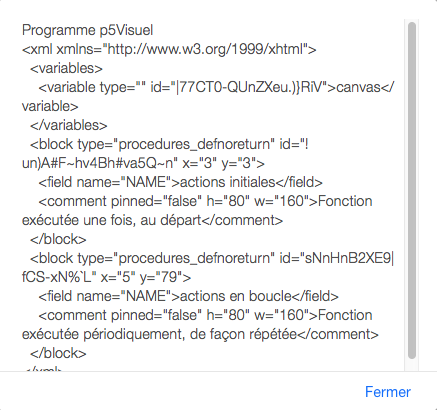 Programme p5Visuel
<xml xmlns="http://www.w3.org/1999/xhtml">
<variables>
<variable type="" id="|77CT0-QUnZXeu.)}RiV">canvas</
variable>
</variables>
<block type="procedures_defnoreturn" id="!
un)A#F~hv4Bh#va5Q~n" x="3" y="3">
<field name="NAME">actions initiales</field>
<comment pinned="false" h="80" w="160">Fonction
exécutée une fois, au départ</comment>
</block>
<block type="procedures_defnoreturn" id="sNnHnB2XE9|
fCS-xN%`L" x="5" y="79">
<field name="NAME">actions en boucle</field>
<comment pinned="false" h="80" w="160">Fonction
exécutée périodiquement, de façon répétée</comment>
</block>
</xml>
Fermer